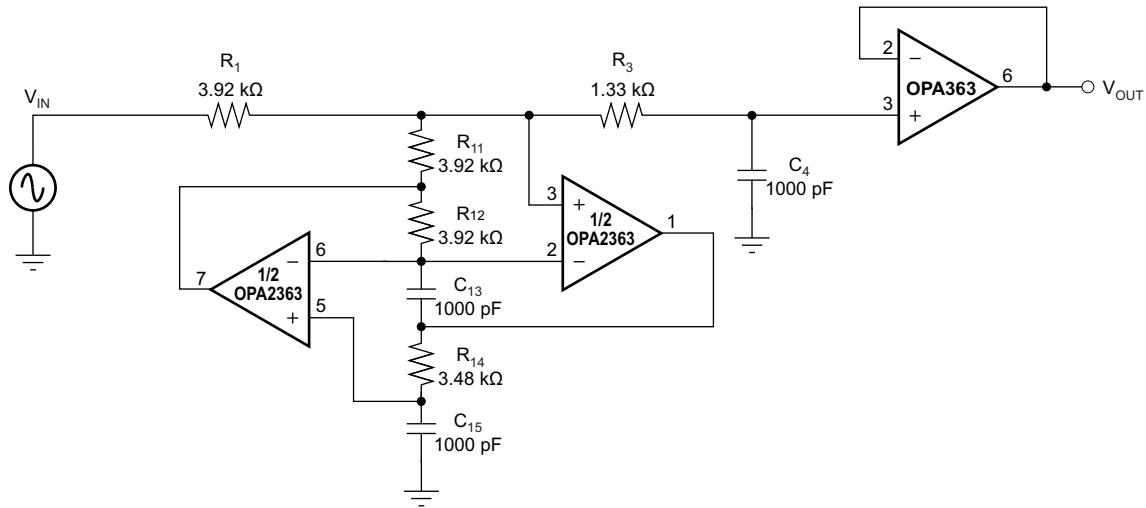 R1
3.92 kΩ
VIN
R3
1.33 kΩ
2
−
OPA363
3
+
6
VOUT
R11
3.92 kΩ
R12
3.92 kΩ
C4
1000 pF
3
+
1/2
OPA2363
2
−
1
6
−
1/2
OPA2363
7
5
+
C13
1000 pF
R14
3.48 kΩ
C15
1000 pF